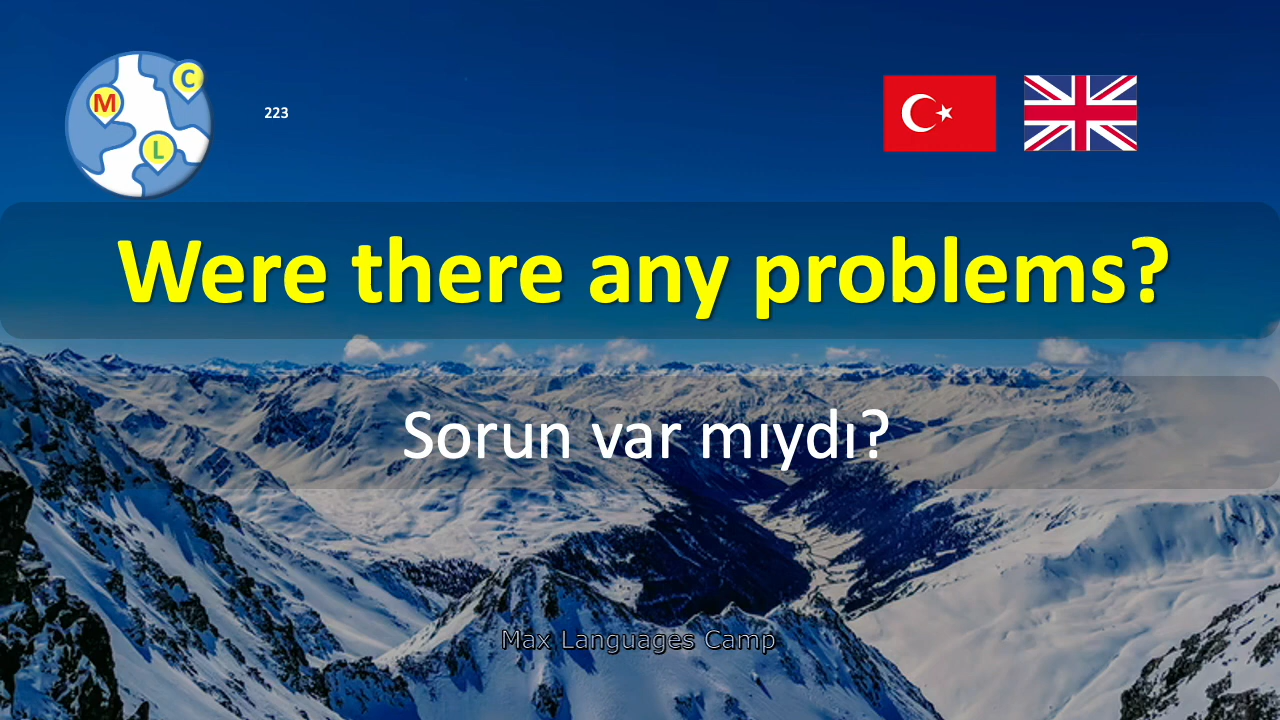 C
M
L
223
Were there any problems?
Sorun var mıydı?
Max Languages Camp